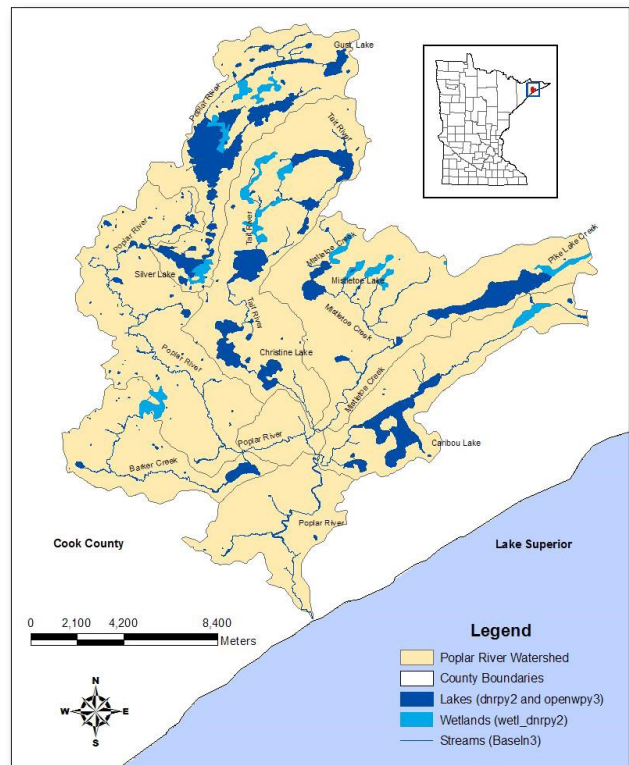 Gust, Lake
Poplar River
Tait River
Poplar River
Tait River
Mistletoe Creek
Pike Lake Creek
Silver Lake
Mistletoe Lake
Tait River
Mistletoe Creek
Poplar River
Christine Lake
Mistletoe Creek
Caribou Lake
Poplar River
Barker Creek
Poplar River
Cook County
Lake Superior
0 2,100 4,200 8,400
Meters
N
W E
S
Legend
Poplar River Watershed
County Boundaries
Lakes (dnrpy2 and openwpy3)
Wetlands (wetl_dnrpy2)
Streams (Baseln3)